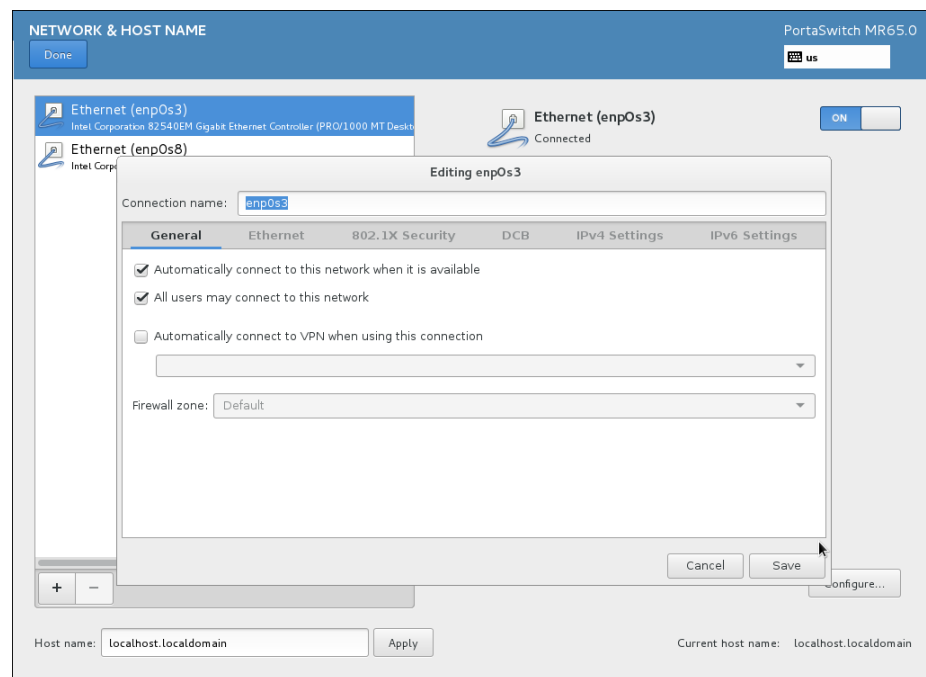 NETWORK & HOST NAME
PortaSwitch MR65.0
Done
us
Ethernet (enp0s3)
Intel Corporation 82540EM Gigabit Ethernet Controller (PRO/1000 MT Deskt
Ethernet (enp0s3)
Connected
ON
Ethernet (enp0s8)
Intel Corp
Editing enp0s3
Connection name: enp0s3
General Ethernet 802.1X Security DCB IPv4 Settings IPv6 Settings
Automatically connect to this network when it is available
All users may connect to this network
Automatically connect to VPN when using this connection
Firewall zone: Default
Cancel Save
+ −
Configure...
Host name: localhost.localdomain Apply
Current host name: localhost.localdomain